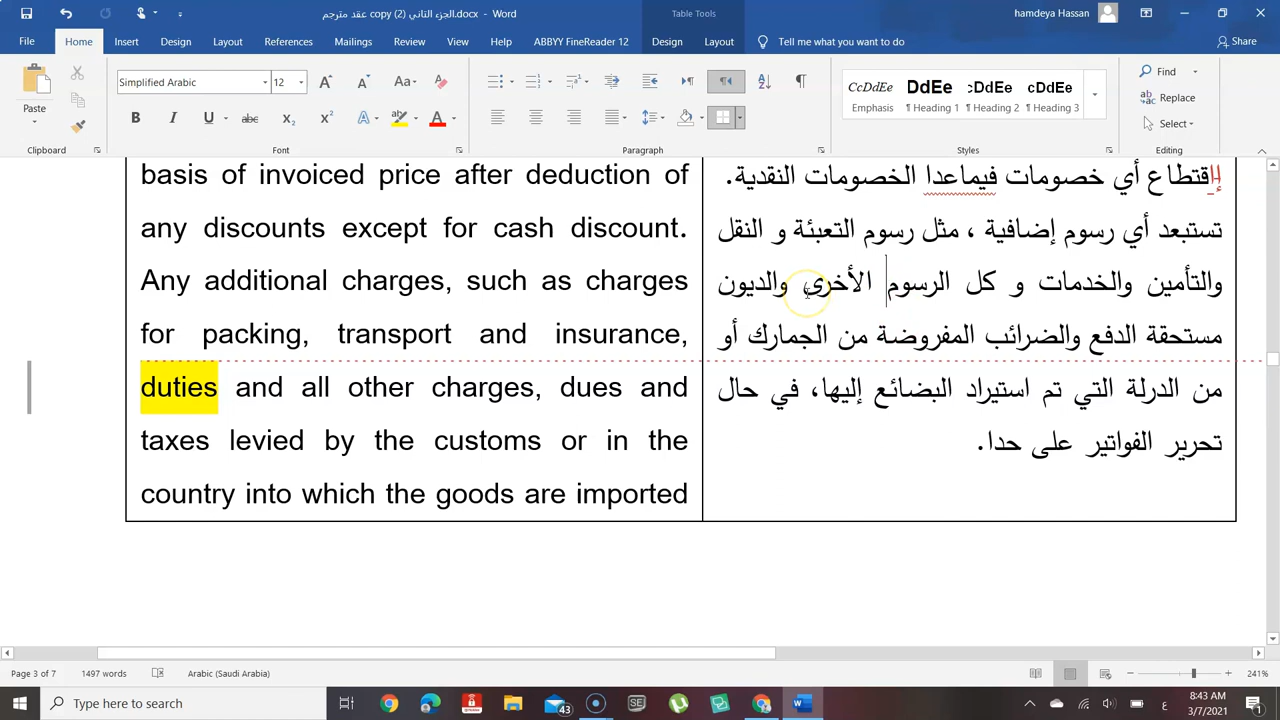 الجزء الثاني) عقد مترجم copy (2).docx - Word
Table Tools
hamdeya Hassan
File Home Insert Design Layout References Mailings Review View Help ABBYY FineReader 12 Design Layout Tell me what you want to do Share
Simplified Arabic 12
Paste
Clipboard Font Paragraph Styles Editing
Aa
B I U abc X₂ X² A A
CcDdEe DdEe cDdEe ccDdEe
Emphasis ¶ Heading 1 ¶ Heading 2 ¶ Heading 3
Find
Replace
Select
basis of invoiced price after deduction of
any discounts except for cash discount.
Any additional charges, such as charges
for packing, transport and insurance,
duties and all other charges, dues and
taxes levied by the customs or in the
country into which the goods are imported
إاقتطاع أي خصومات فيماعدا الخصومات النقدية.
تستبعد أي رسوم إضافية ، مثل رسوم التعبئة و النقل
والتأمين والخدمات و كل الرسوم الأخرى والديون
مستحقة الدفع والضرائب المفروضة من الجمارك أو
من الدرلة التي تم استيراد البضائع إليها، في حال
تحرير الفواتير على حدا.
Page 3 of 7 1497 words Arabic (Saudi Arabia) 241%
Type here to search
SE
43
W
ع
8:43 AM
3/7/2021